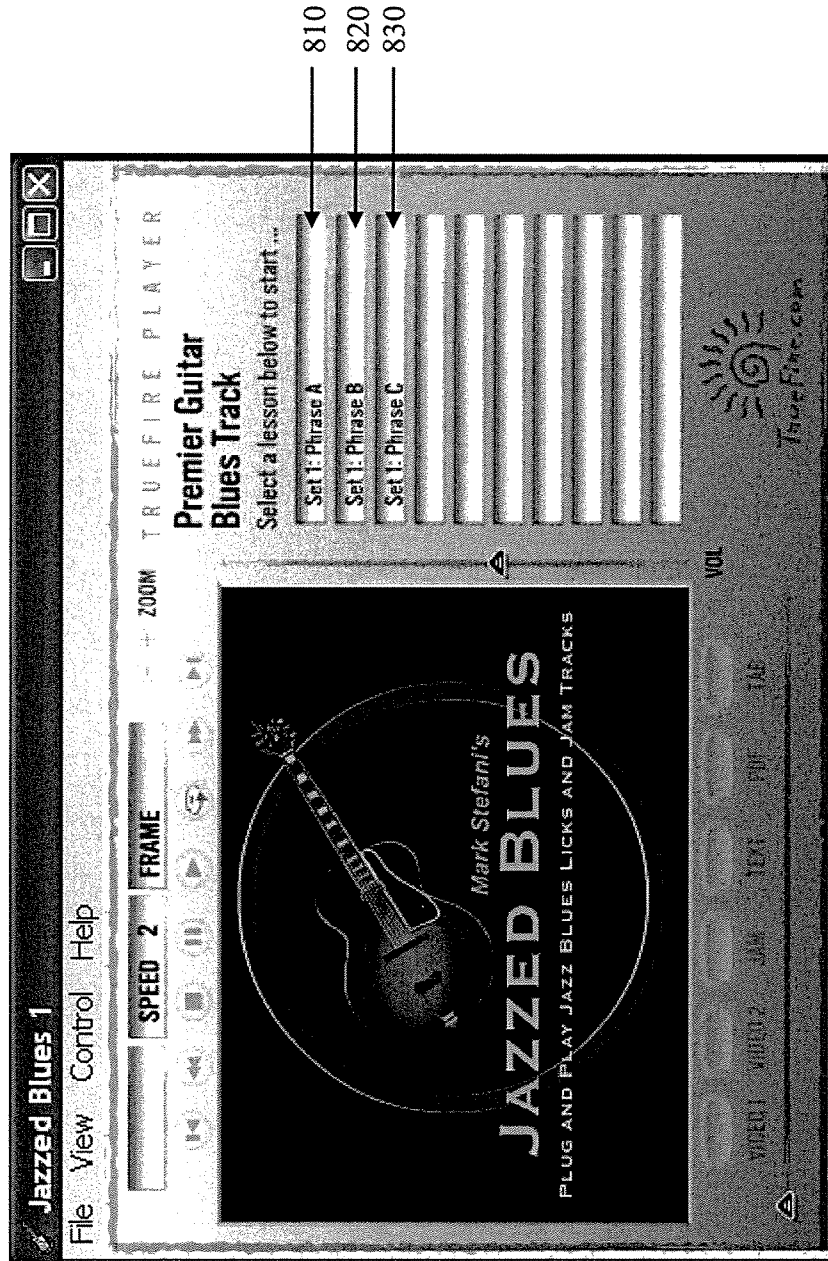 Jazzed Blues 1
File View Control Help
SPEED 2 FRAME - + ZOOM TRUEFIRE PLAYER
Premier Guitar
Blues Track
Select a lesson below to start ...
Set 1: Phrase A
810
Set 1: Phrase B
820
Set 1: Phrase C
830
Mark Stefani's
JAZZED BLUES
PLUG AND PLAY JAZZ BLUES LICKS AND JAM TRACKS
VOL
VIDEO 1 VIDEO 2 JAM TEXT PDF TAB
TrueFire.com